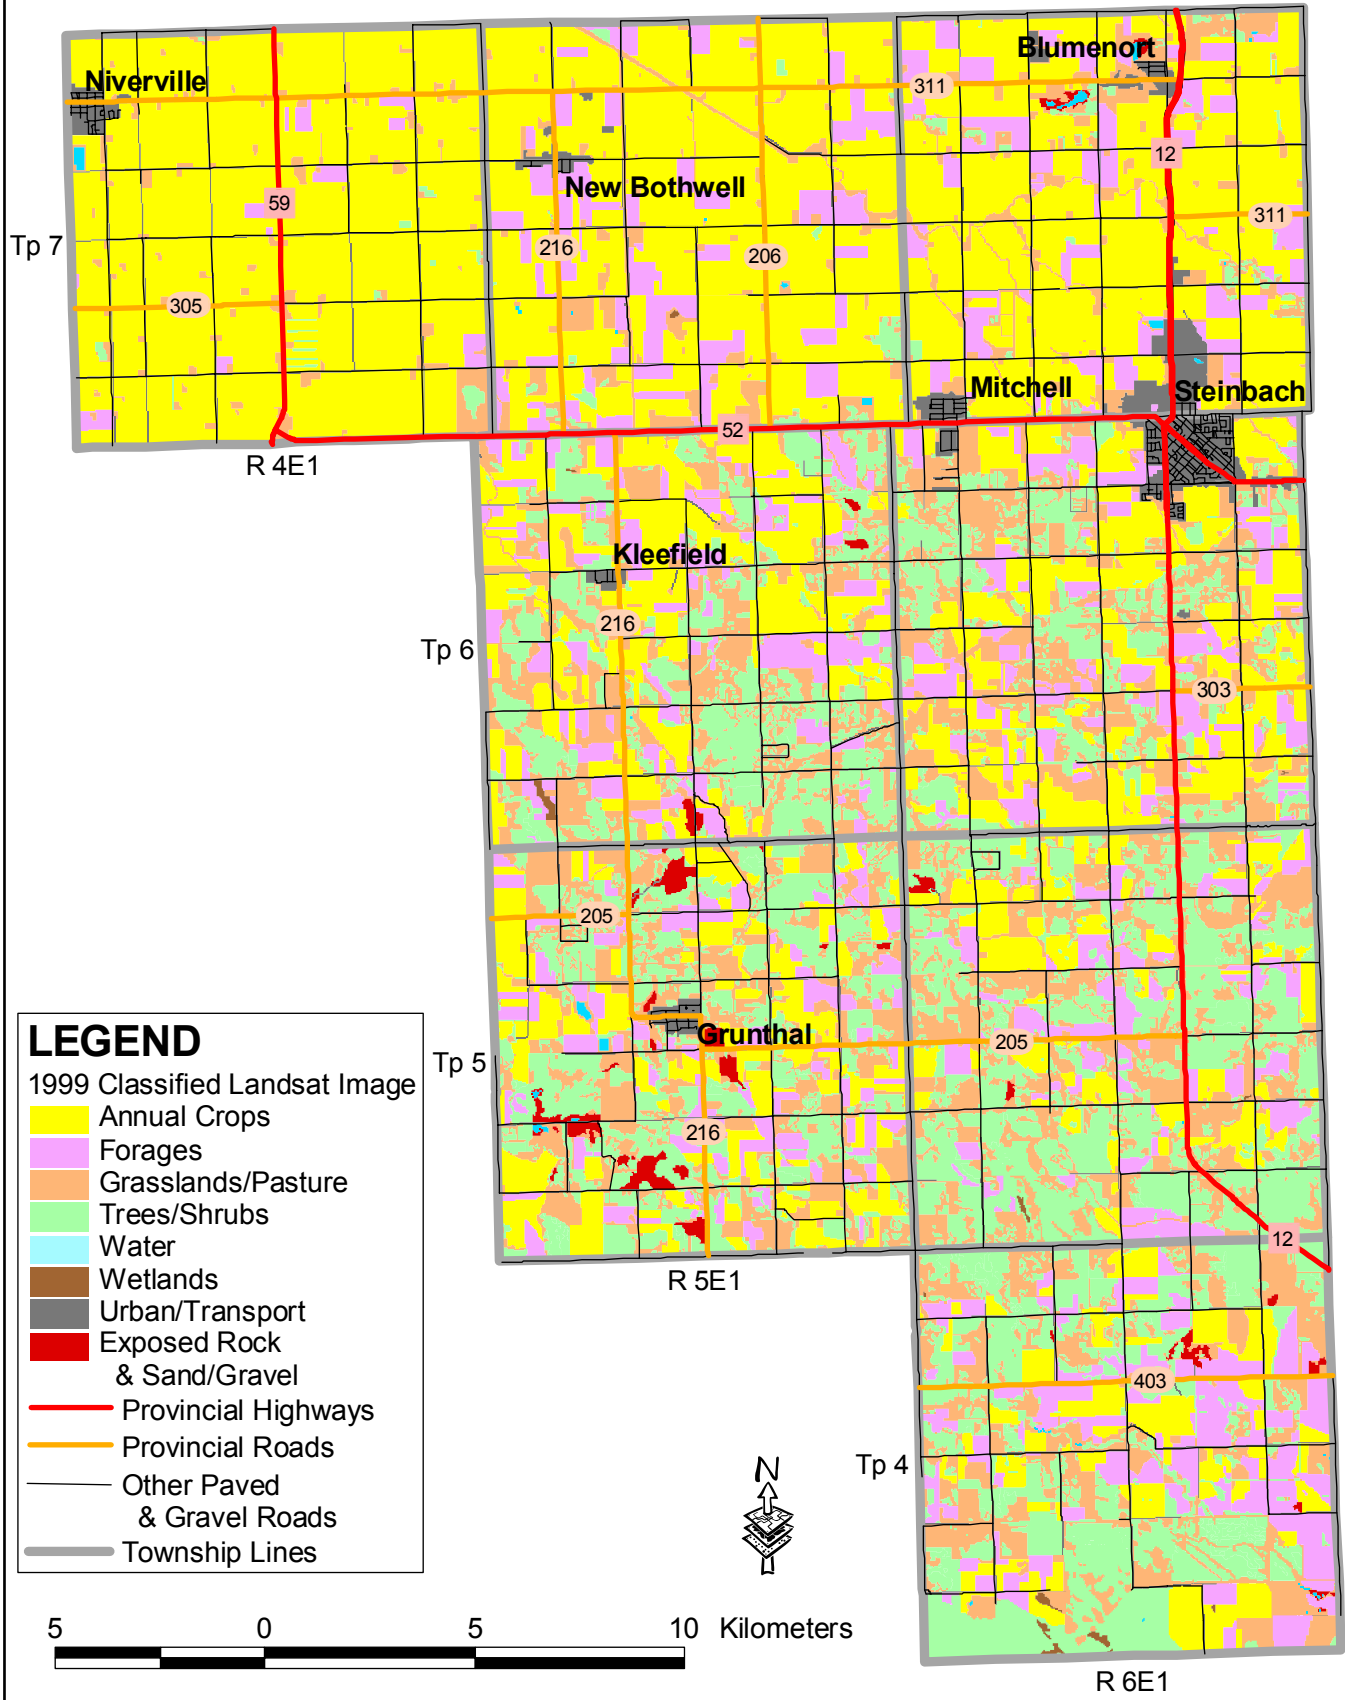 Niverville
Blumenort
311
12
New Bothwell
59
311
Tp 7
216
206
305
Mitchell
Steinbach
52
R 4E1
Kleefield
216
Tp 6
303
205
Grunthal
205
Tp 5
216
12
R 5E1
403
Tp 4
N
R 6E1
LEGEND
1999 Classified Landsat Image
Annual Crops
Forages
Grasslands/Pasture
Trees/Shrubs
Water
Wetlands
Urban/Transport
Exposed Rock
& Sand/Gravel
Provincial Highways
Provincial Roads
Other Paved
& Gravel Roads
Township Lines
5 0 5 10 Kilometers